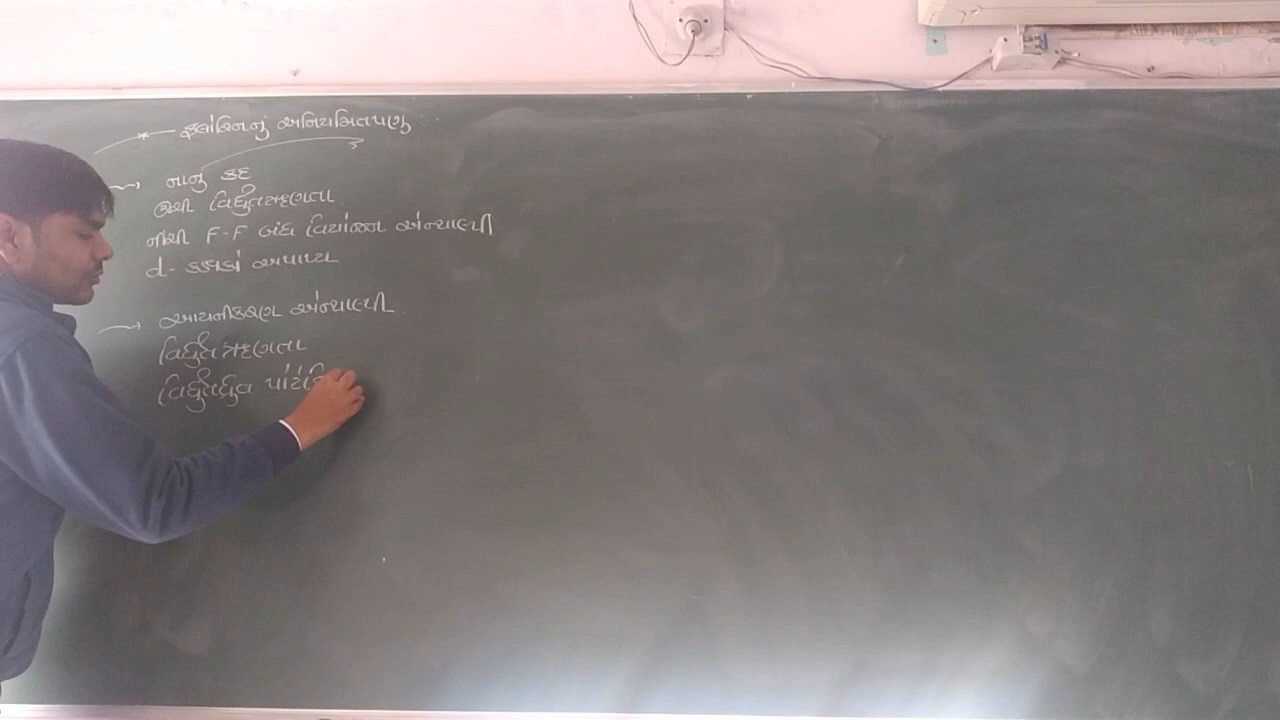 * ફ્લોરિનનું અનિયમિતપણુ
→ નાનુ કદ
ઊંચી વિદ્યુતઋણતા
નીચી F-F બંધ વિયોજન એન્થાલ્પી
d- કક્ષકો અપ્રાપ્ય
→ આયનીકરણ એન્થાલ્પી
વિદ્યુતઋણતા
વિદ્યુતધ્રુવ